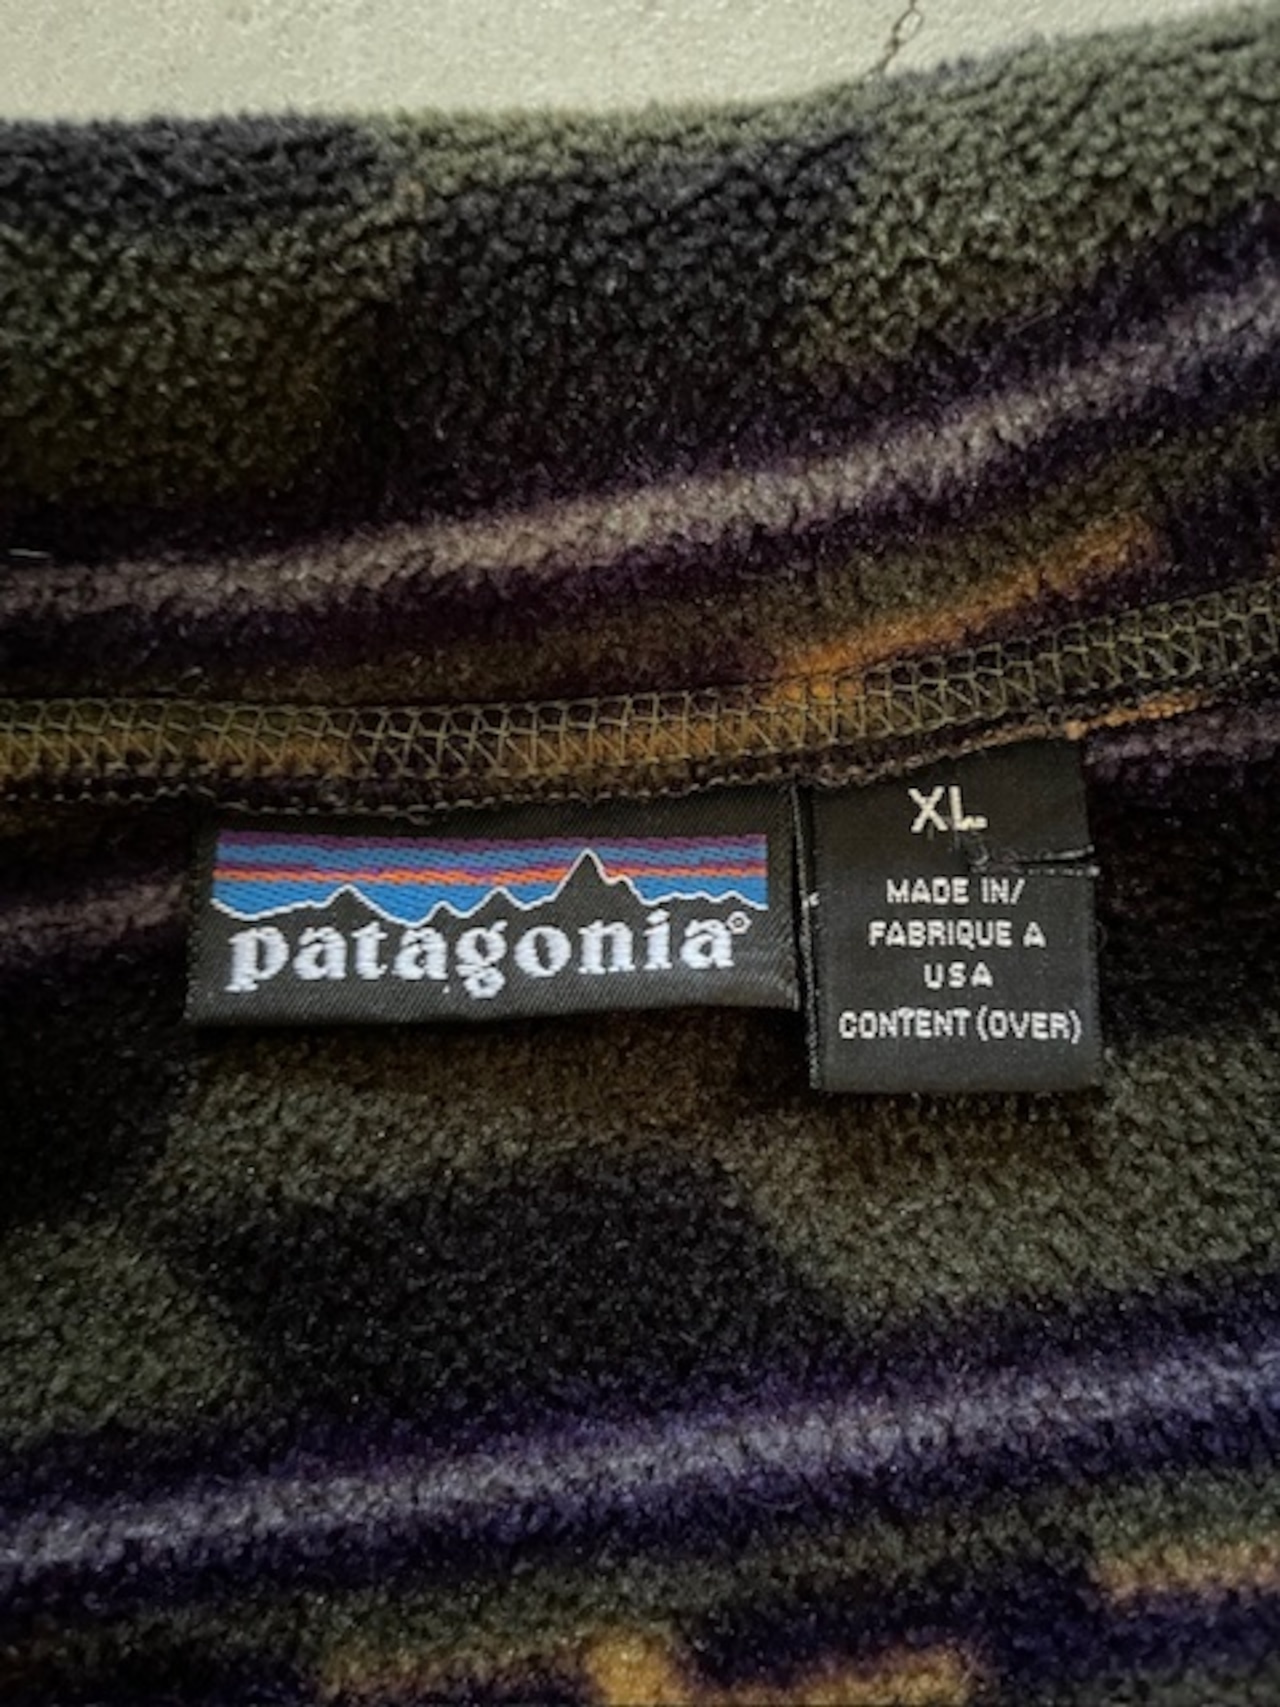 patagonia®
XL
MADE IN/
FABRIQUE A
USA
CONTENT (OVER)